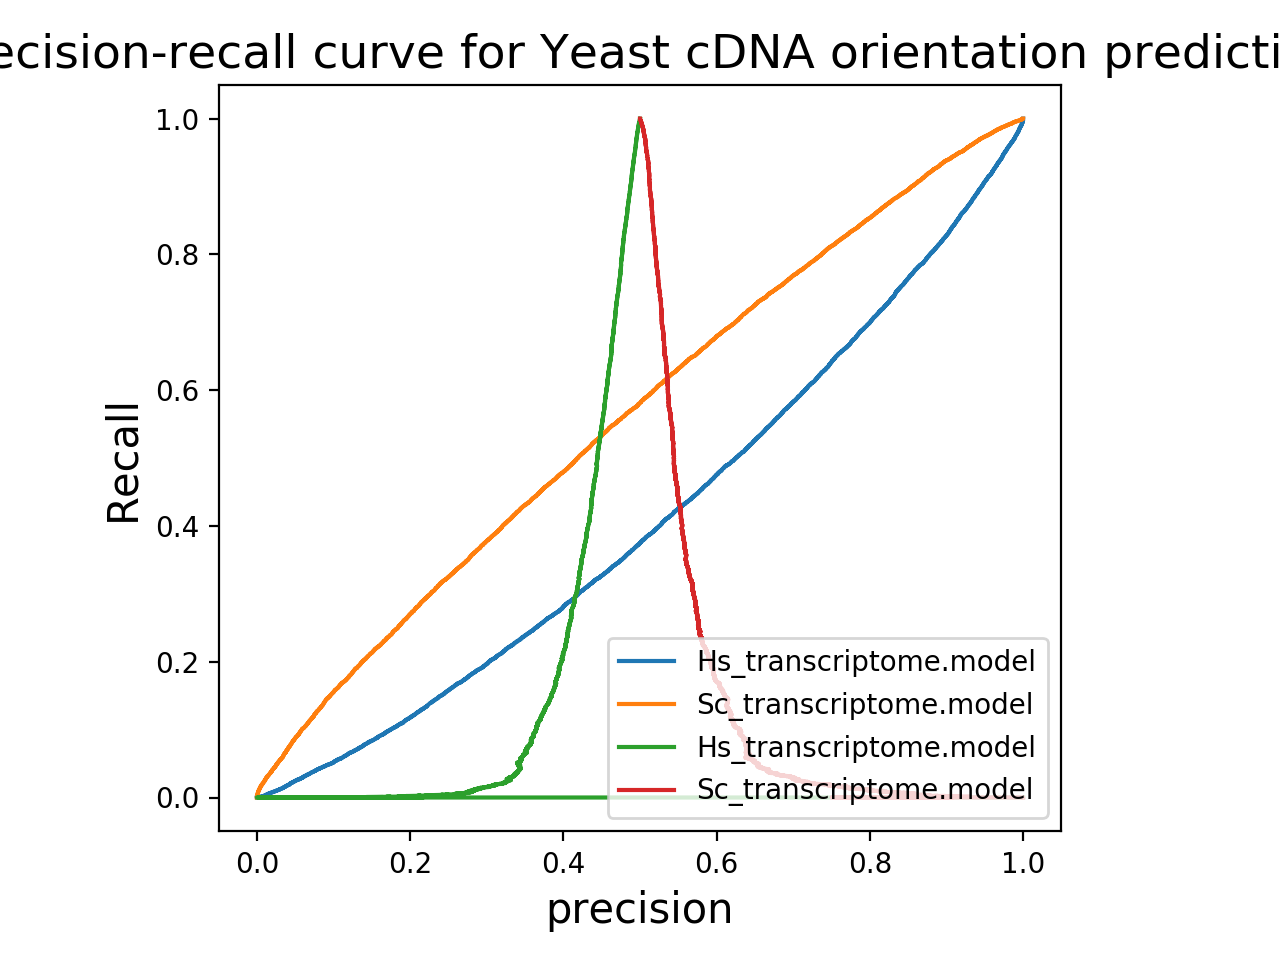 ecision-recall curve for Yeast cDNA orientation predicti
1.0
0.8
0.6
0.4
0.2
0.0
Recall
Hs_transcriptome.model
Sc_transcriptome.model
Hs_transcriptome.model
Sc_transcriptome.model
0.0 0.2 0.4 0.6 0.8 1.0
precision